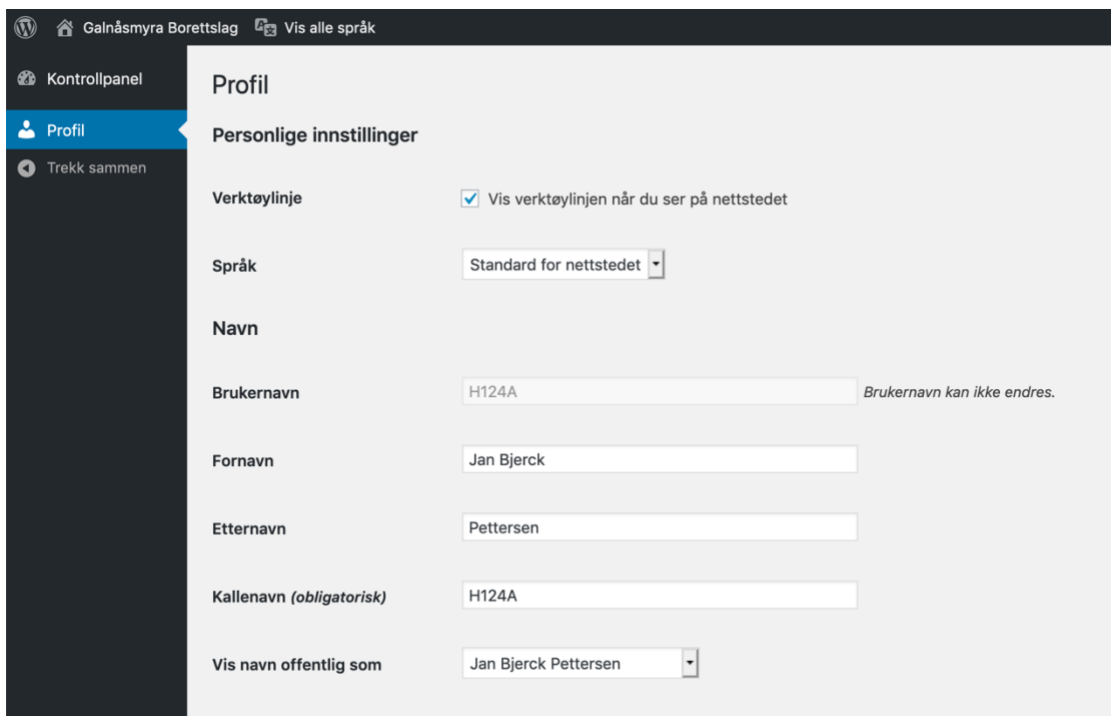 Galnåsmyra Borettslag Vis alle språk
Kontrollpanel
Profil
Trekk sammen
Profil
Personlige innstillinger
Verktøylinje Vis verktøylinjen når du ser på nettstedet
Språk Standard for nettstedet
Navn
Brukernavn H124A Brukernavn kan ikke endres.
Fornavn Jan Bjerck
Etternavn Pettersen
Kallenavn (obligatorisk) H124A
Vis navn offentlig som Jan Bjerck Pettersen